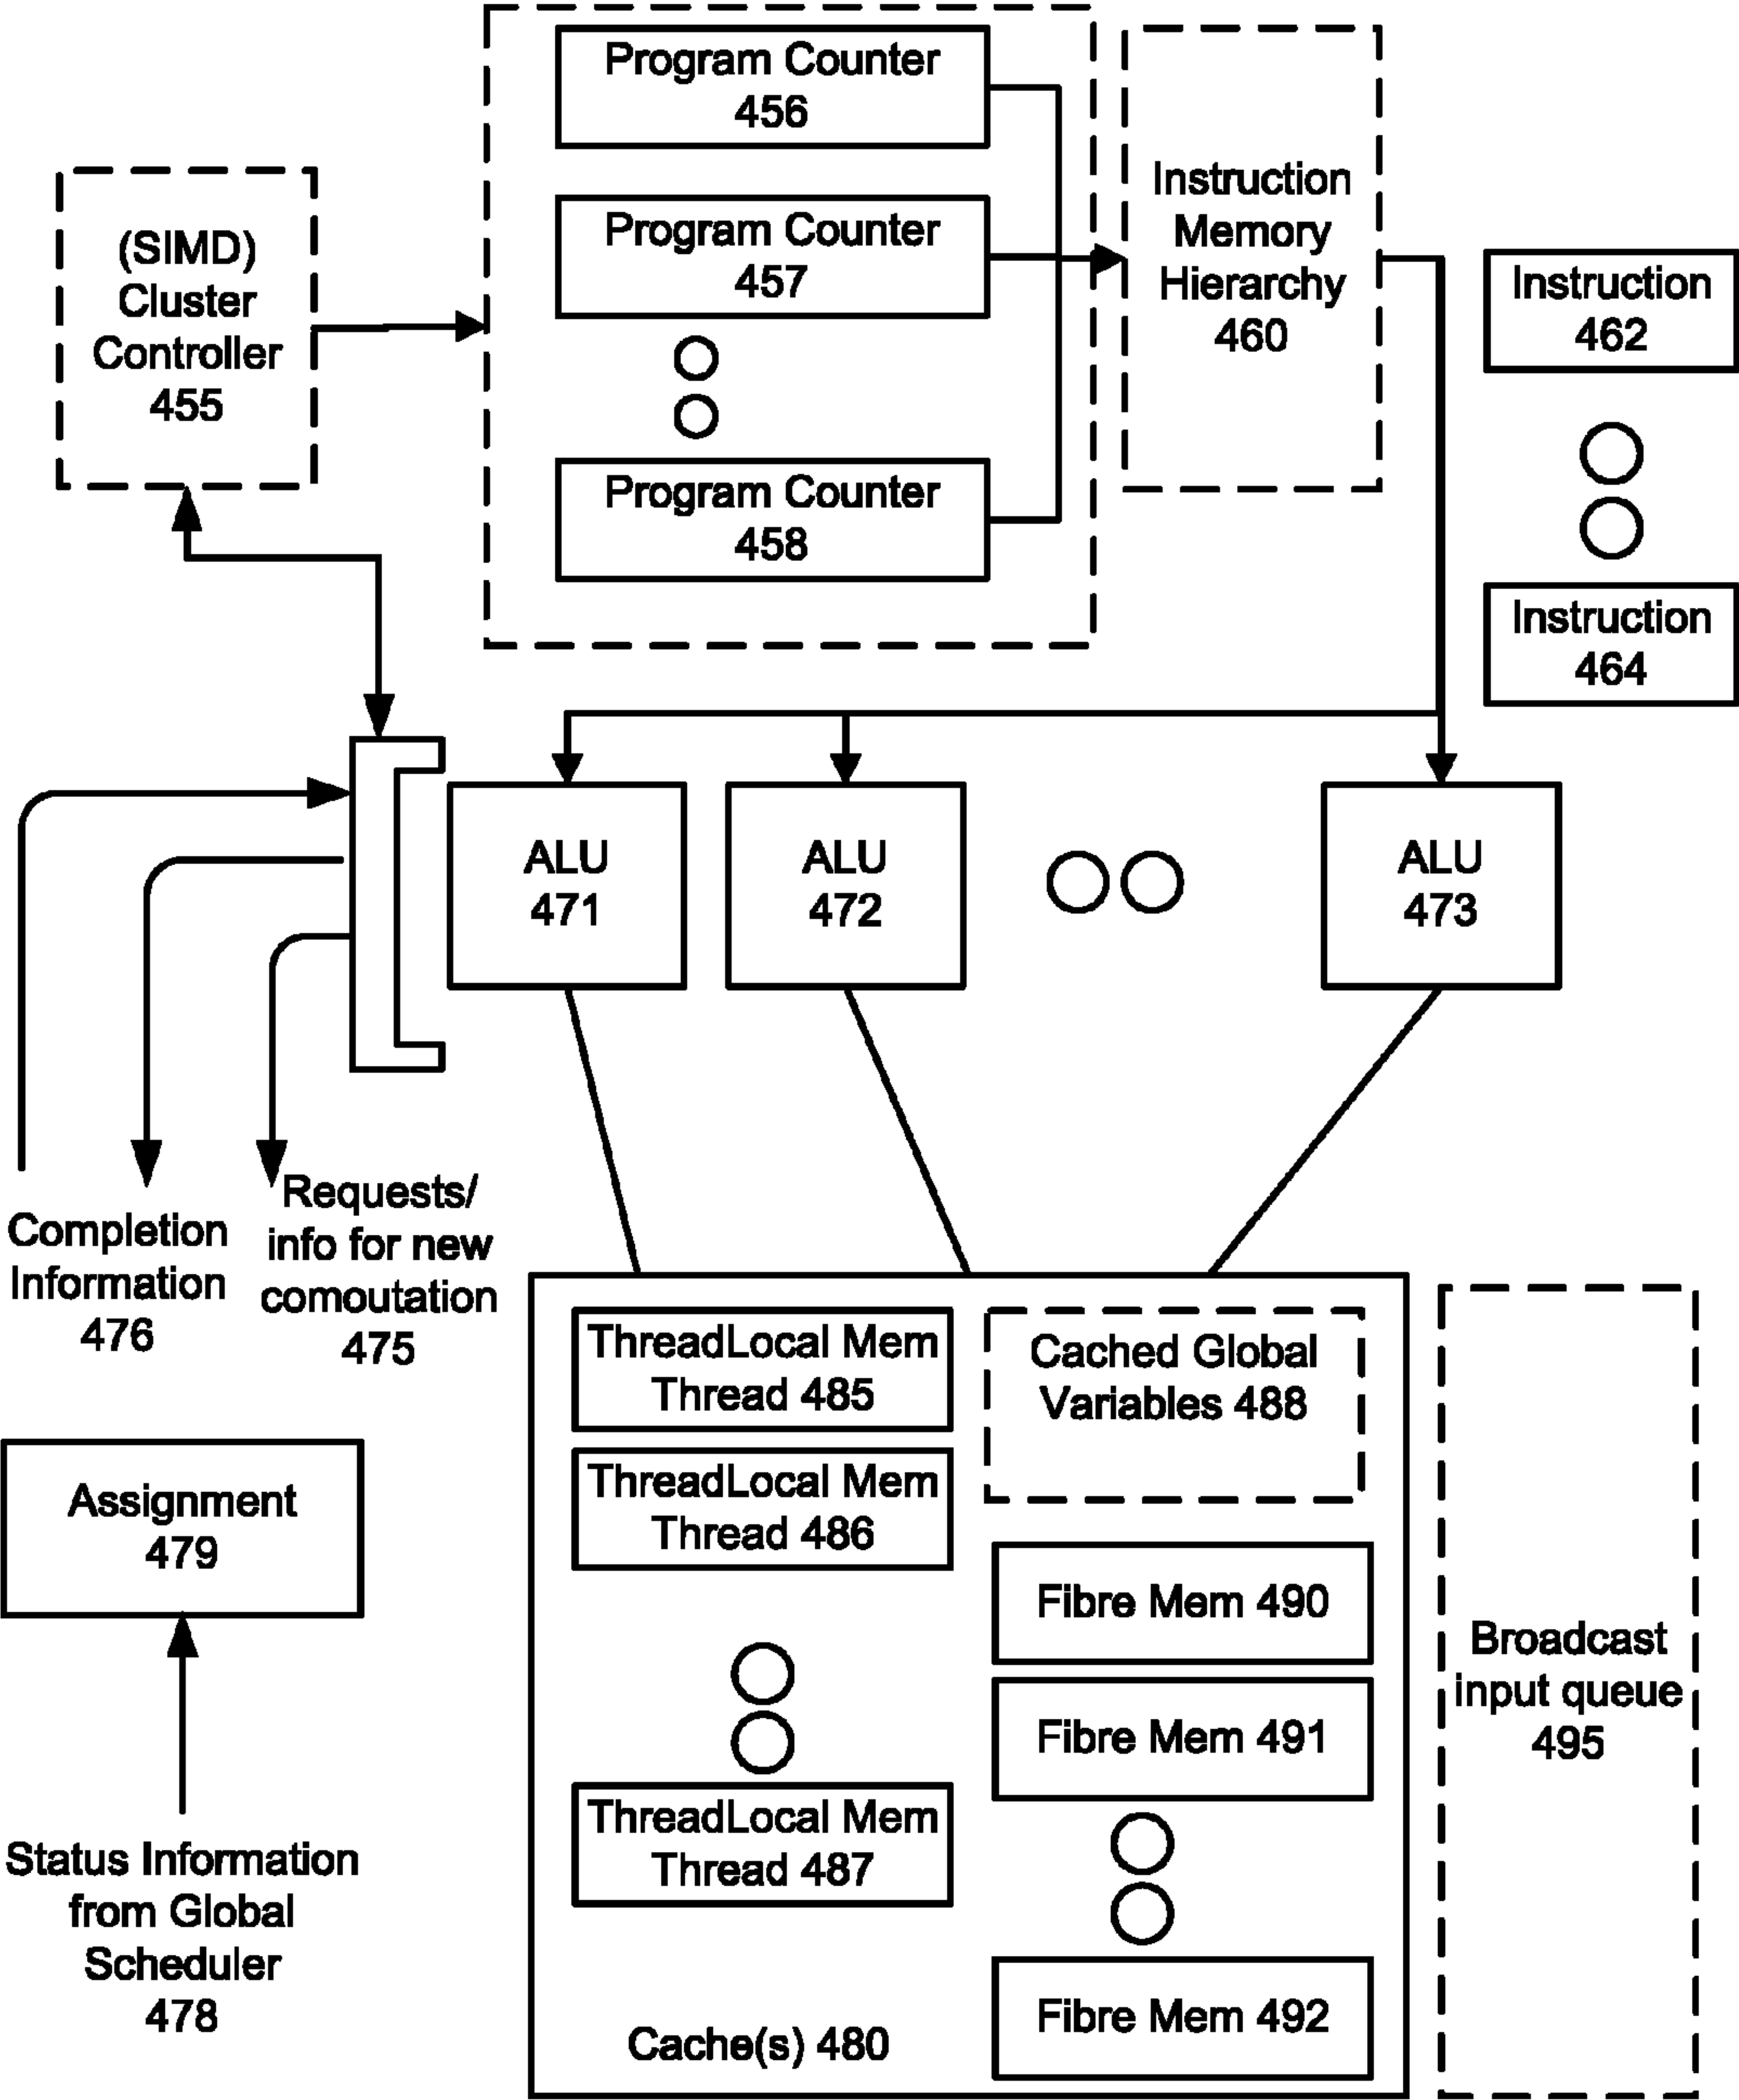 Program Counter
456
Program Counter
457
Program Counter
458
(SIMD)
Cluster
Controller
455
Instruction
Memory
Hierarchy
460
Instruction
462
Instruction
464
ALU
471
ALU
472
ALU
473
Completion
Information
476
Requests/
info for new
comoutation
475
Assignment
479
Status Information
from Global
Scheduler
478
ThreadLocal Mem
Thread 485
ThreadLocal Mem
Thread 486
ThreadLocal Mem
Thread 487
Cached Global
Variables 488
Fibre Mem 490
Fibre Mem 491
Fibre Mem 492
Cache(s) 480
Broadcast
input queue
495